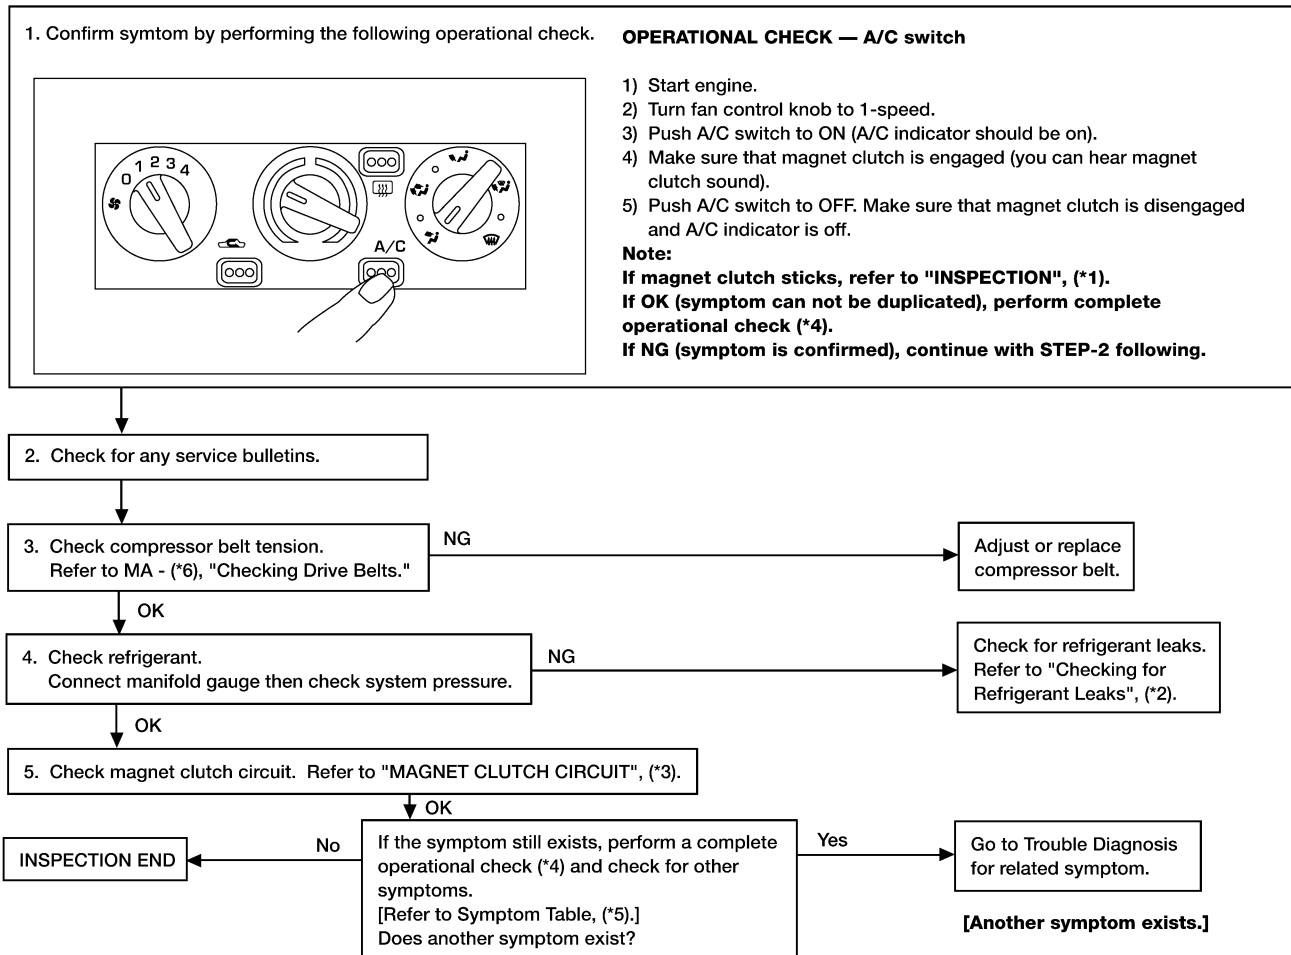 1. Confirm symtom by performing the following operational check.
0 1 2 3 4
A/C
OPERATIONAL CHECK — A/C switch
1) Start engine.
2) Turn fan control knob to 1-speed.
3) Push A/C switch to ON (A/C indicator should be on).
4) Make sure that magnet clutch is engaged (you can hear magnet
clutch sound).
5) Push A/C switch to OFF. Make sure that magnet clutch is disengaged
and A/C indicator is off.
Note:
If magnet clutch sticks, refer to "INSPECTION", (*1).
If OK (symptom can not be duplicated), perform complete
operational check (*4).
If NG (symptom is confirmed), continue with STEP-2 following.
2. Check for any service bulletins.
3. Check compressor belt tension.
Refer to MA - (*6), "Checking Drive Belts."
NG
Adjust or replace
compressor belt.
OK
4. Check refrigerant.
Connect manifold gauge then check system pressure.
NG
Check for refrigerant leaks.
Refer to "Checking for
Refrigerant Leaks", (*2).
OK
5. Check magnet clutch circuit. Refer to "MAGNET CLUTCH CIRCUIT", (*3).
OK
If the symptom still exists, perform a complete
operational check (*4) and check for other
symptoms.
[Refer to Symptom Table, (*5).]
Does another symptom exist?
No
INSPECTION END
Yes
Go to Trouble Diagnosis
for related symptom.
[Another symptom exists.]